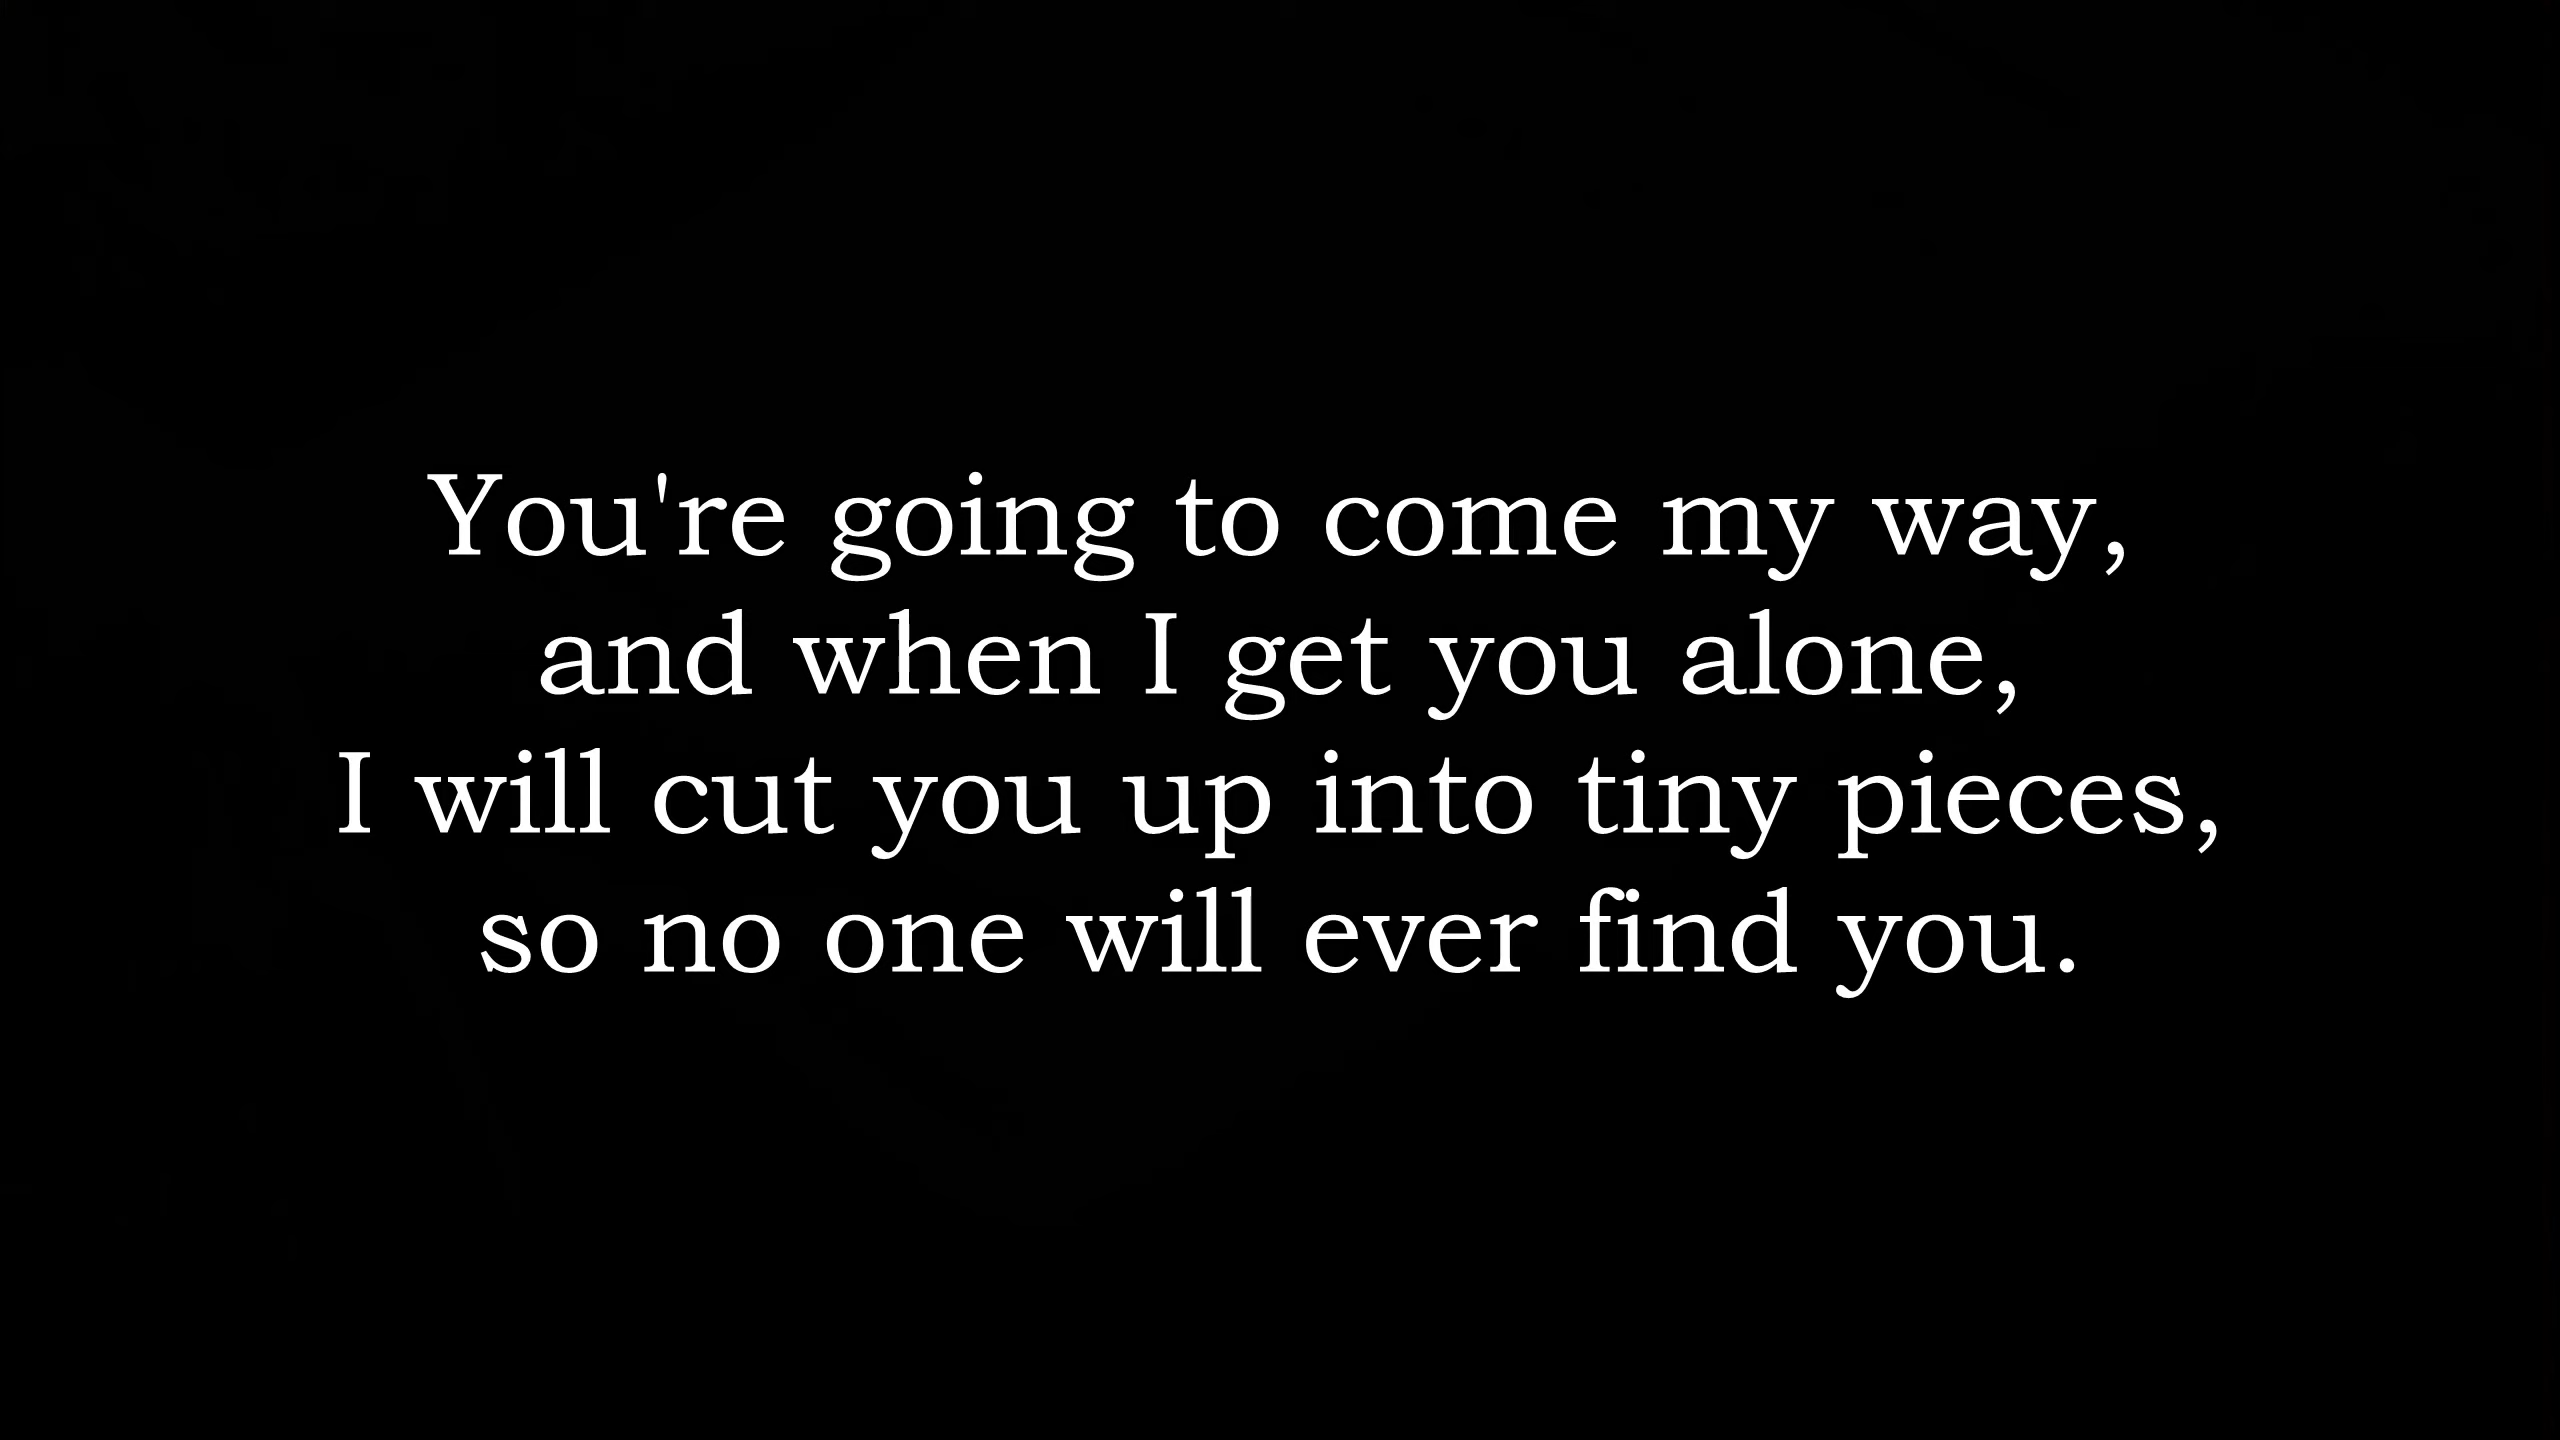 You're going to come my way,
and when I get you alone,
I will cut you up into tiny pieces,
so no one will ever find you.